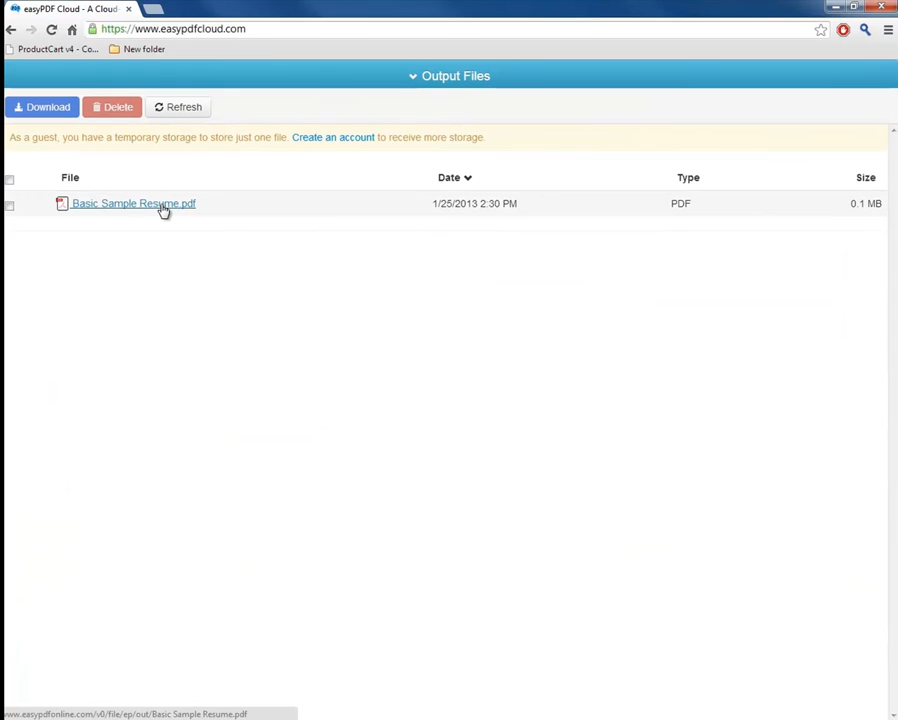 easyPDF Cloud - A Cloud
https://www.easypdfcloud.com
ProductCart v4 - Co... New folder
Output Files
Download Delete Refresh
As a guest, you have a temporary storage to store just one file. Create an account to receive more storage.
File Date Type Size
Basic Sample Resume.pdf 1/25/2013 2:30 PM PDF 0.1 MB
www.easypdfonline.com/v0/file/ep/out/Basic Sample Resume.pdf